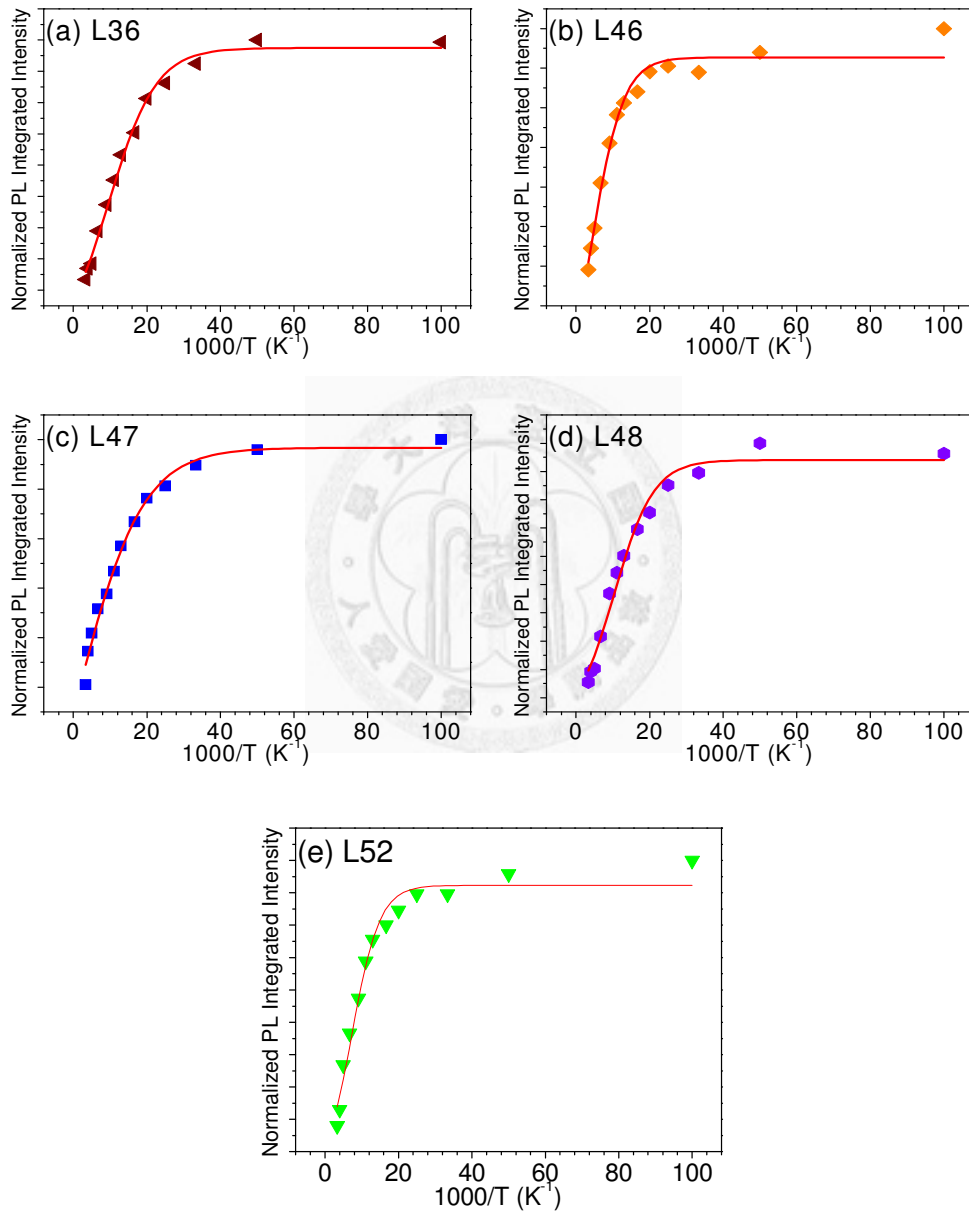 (a) L36
Normalized PL Integrated Intensity
0 20 40 60 80 100
1000/T (K⁻¹)
(b) L46
Normalized PL Integrated Intensity
0 20 40 60 80 100
1000/T (K⁻¹)
(c) L47
Normalized PL Integrated Intensity
0 20 40 60 80 100
1000/T (K⁻¹)
(d) L48
Normalized PL Integrated Intensity
0 20 40 60 80 100
1000/T (K⁻¹)
(e) L52
Normalized PL Integrated Intensity
0 20 40 60 80 100
1000/T (K⁻¹)